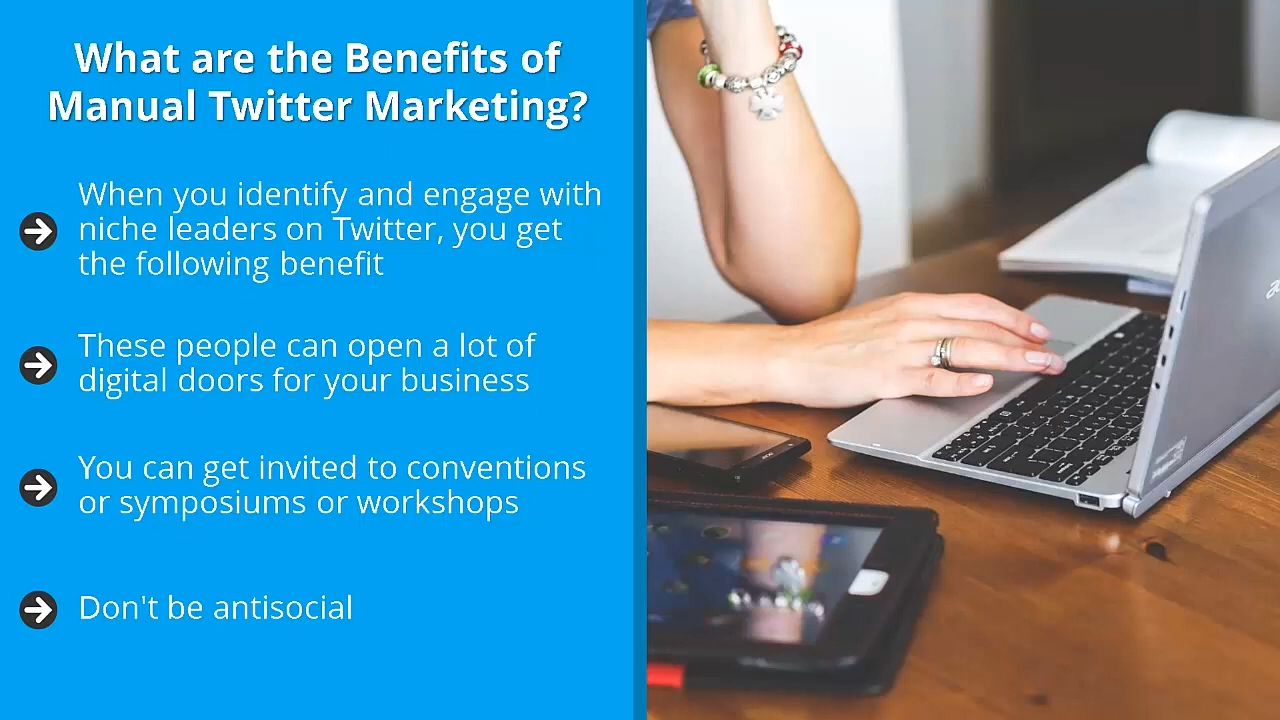 What are the Benefits of
Manual Twitter Marketing?
When you identify and engage with
niche leaders on Twitter, you get
the following benefit
These people can open a lot of
digital doors for your business
You can get invited to conventions
or symposiums or workshops
Don't be antisocial